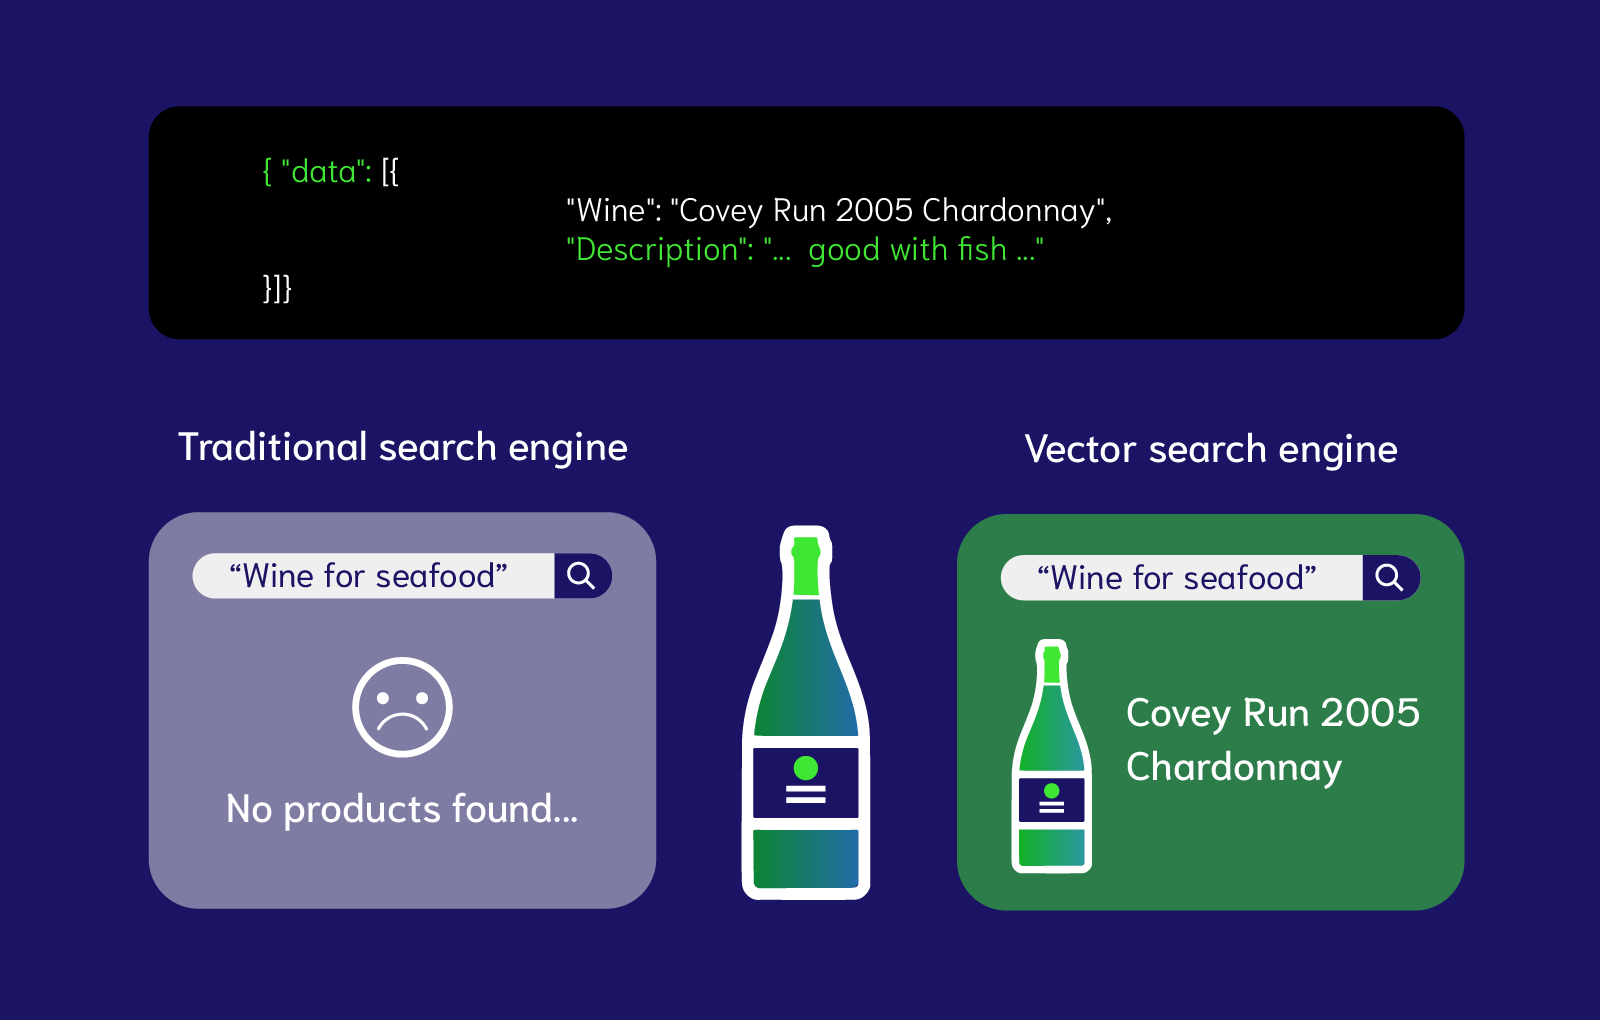 { "data": [{
"Wine": "Covey Run 2005 Chardonnay",
"Description": "... good with fish ..."
}]}
Traditional search engine
“Wine for seafood”
No products found...
Vector search engine
“Wine for seafood”
Covey Run 2005
Chardonnay